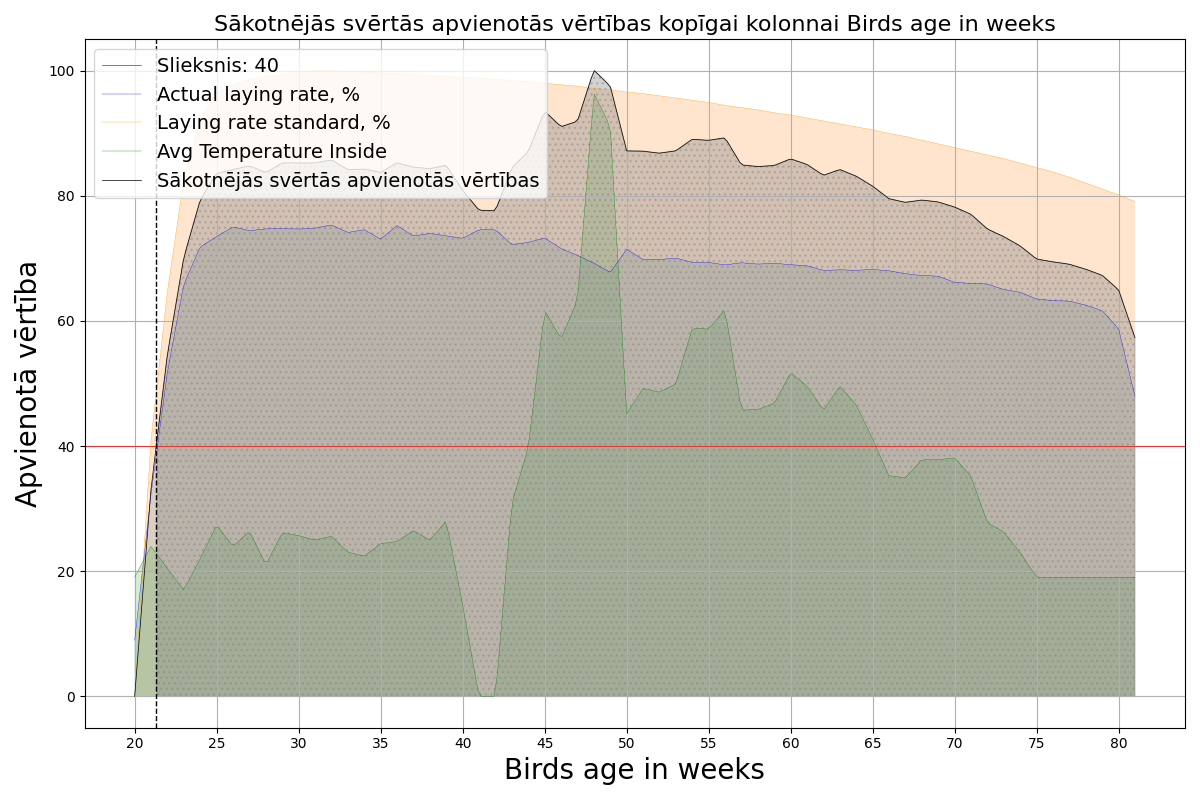 Sākotnējās svērtās apvienotās vērtības kopīgai kolonnai Birds age in weeks
Slieksnis: 40
Actual laying rate, %
Laying rate standard, %
Avg Temperature Inside
Sākotnējās svērtās apvienotās vērtības
Apvienotā vērtība
100
80
60
40
20
0
20 25 30 35 40 45 50 55 60 65 70 75 80
Birds age in weeks